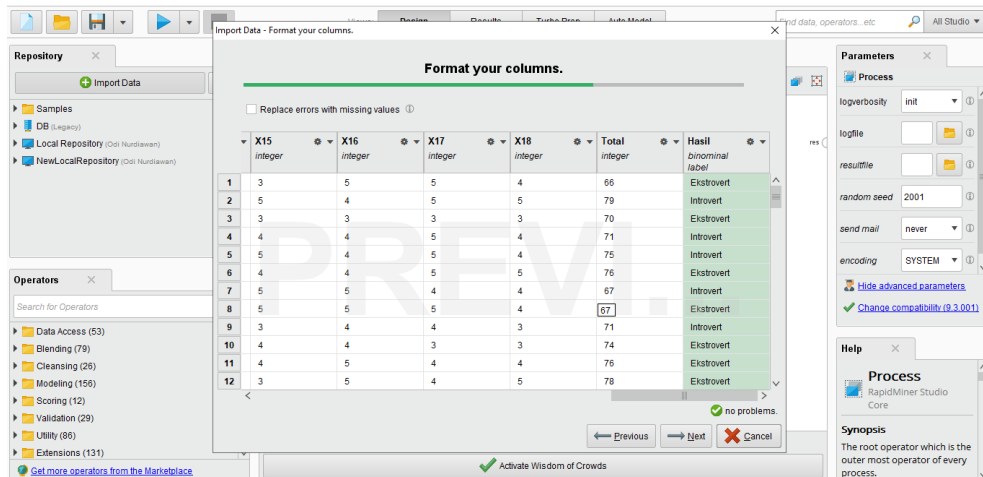 Views: Design Results Turbo Prep Auto Model
Find data, operators...etc All Studio
Import Data - Format your columns.
Repository
Import Data
Samples
DB (Legacy)
Local Repository (Odi Nurdiawan)
NewLocalRepository (Odi Nurdiawan)
Operators
Search for Operators
Data Access (53)
Blending (79)
Cleansing (26)
Modeling (156)
Scoring (12)
Validation (29)
Utility (86)
Extensions (131)
Get more operators from the Marketplace
Format your columns.
Replace errors with missing values
X15 X16 X17 X18 Total Hasil
integer integer integer integer integer binominal
label
1 3 5 5 4 66 Ekstrovert
2 5 4 5 5 79 Introvert
3 3 3 3 3 70 Ekstrovert
4 4 4 5 4 71 Introvert
5 5 4 5 4 75 Introvert
6 4 4 5 5 76 Ekstrovert
7 5 5 4 4 67 Introvert
8 5 5 5 4 67 Ekstrovert
9 3 4 4 3 71 Introvert
10 4 4 3 3 74 Ekstrovert
11 4 5 4 4 76 Ekstrovert
12 3 5 4 5 78 Ekstrovert
PREVI...
no problems.
Previous Next Cancel
Activate Wisdom of Crowds
res
Parameters
Process
logverbosity init
logfile
resultfile
random seed 2001
send mail never
encoding SYSTEM
Hide advanced parameters
Change compatibility (9.3.001)
Help
Process
RapidMiner Studio
Core
Synopsis
The root operator which is the
outer most operator of every
process.